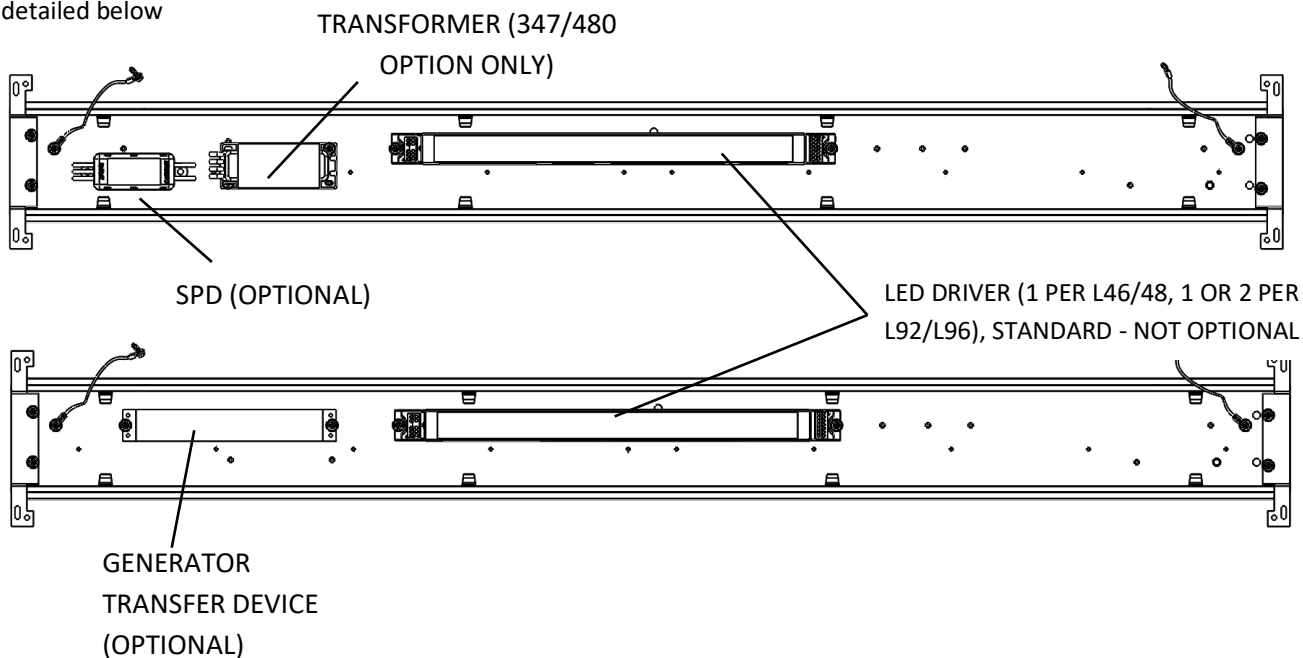 detailed below
TRANSFORMER (347/480
OPTION ONLY)
SPD (OPTIONAL)
LED DRIVER (1 PER L46/48, 1 OR 2 PER
L92/L96), STANDARD - NOT OPTIONAL
GENERATOR
TRANSFER DEVICE
(OPTIONAL)